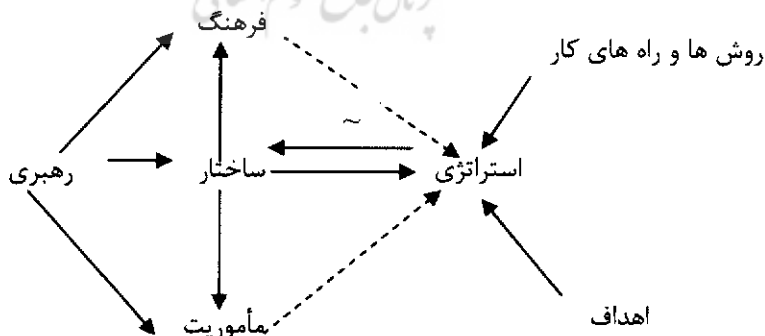 فرهنگ
روش ها و راه های کار
~
رهبری
ساختار
استراتژی
مأموریت
اهداف